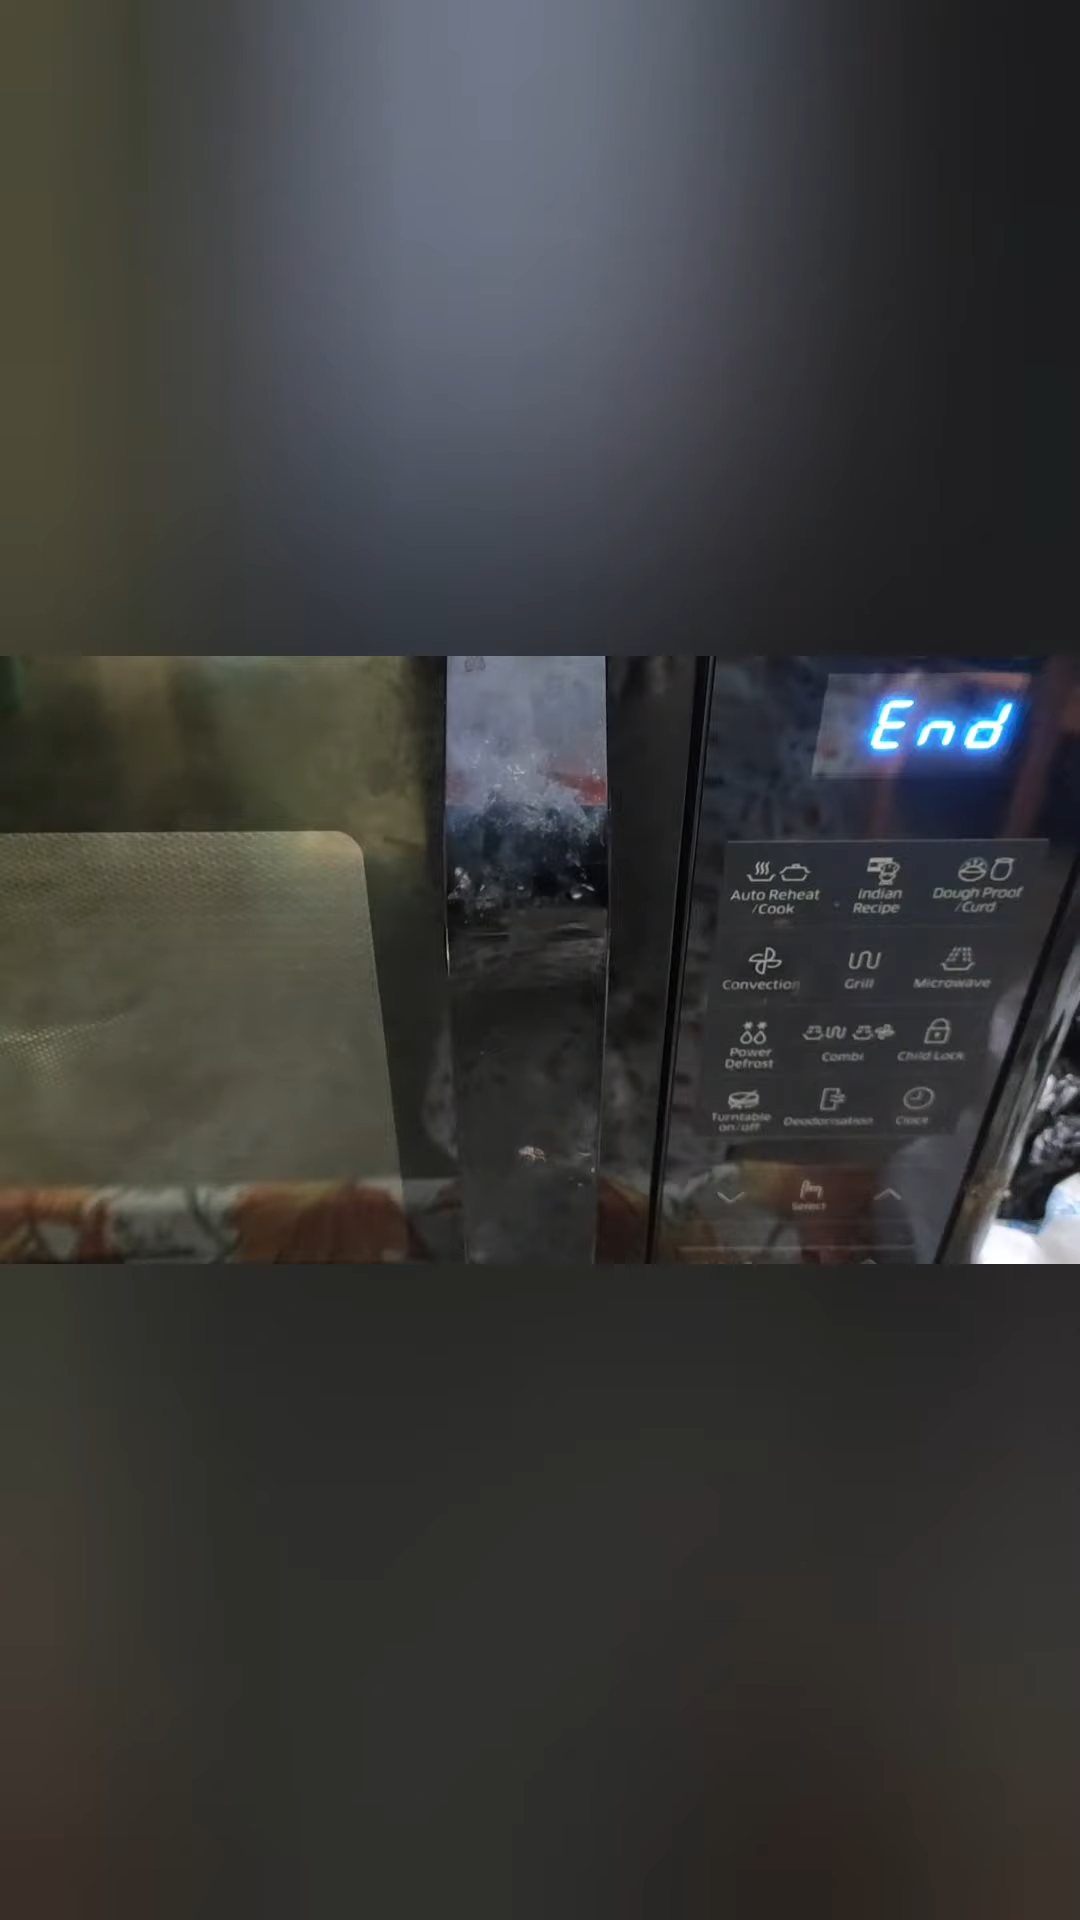 End
Auto Reheat
/Cook
Indian
Recipe
Dough Proof
/Curd
Convection
Grill
Microwave
Power
Defrost
Combi
Child Lock
Turntable
on/off
Deodorisation
Clock
Select